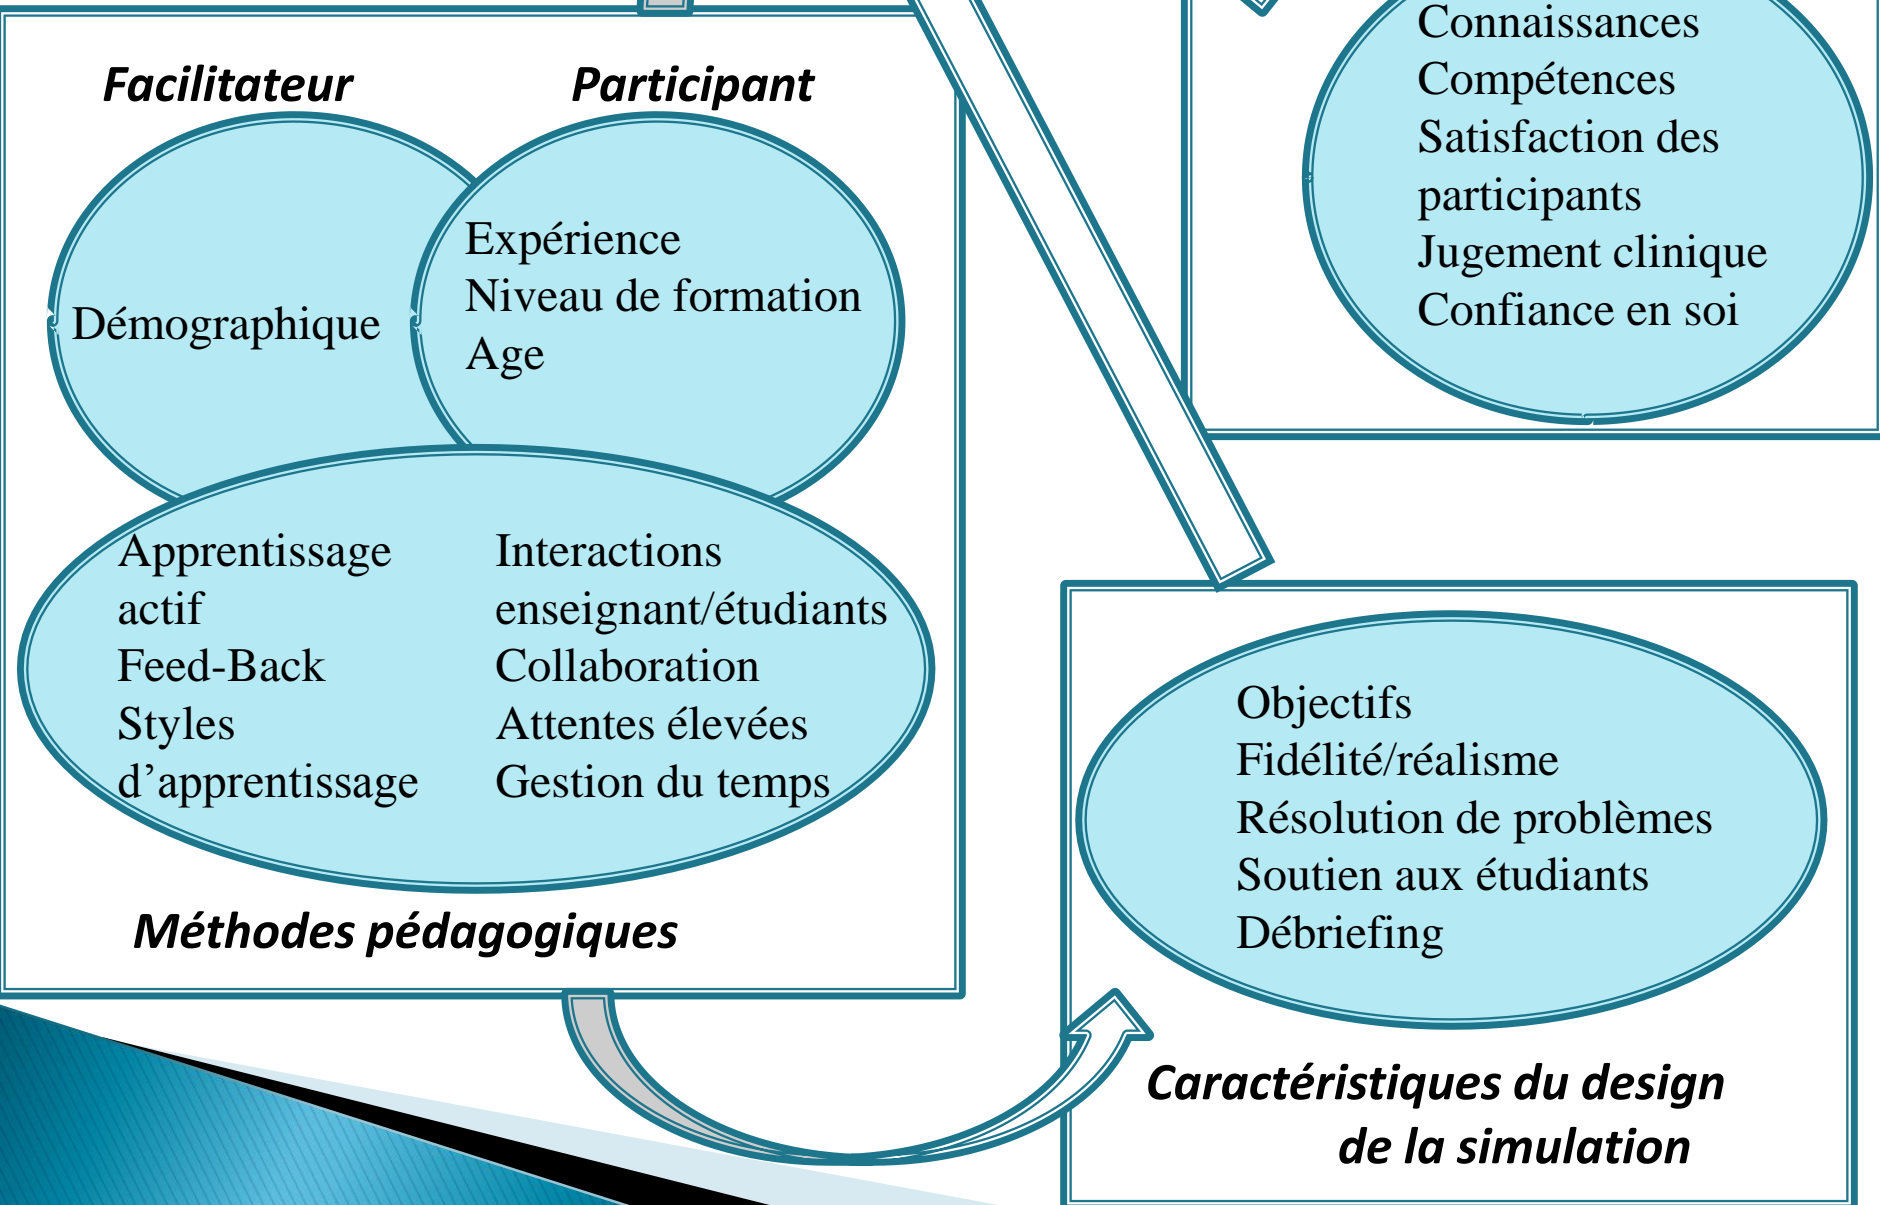 Facilitateur
Participant
Démographique
Expérience
Niveau de formation
Age
Apprentissage
actif
Feed-Back
Styles
d’apprentissage
Interactions
enseignant/étudiants
Collaboration
Attentes élevées
Gestion du temps
Méthodes pédagogiques
Connaissances
Compétences
Satisfaction des
participants
Jugement clinique
Confiance en soi
Objectifs
Fidélité/réalisme
Résolution de problèmes
Soutien aux étudiants
Débriefing
Caractéristiques du design
de la simulation